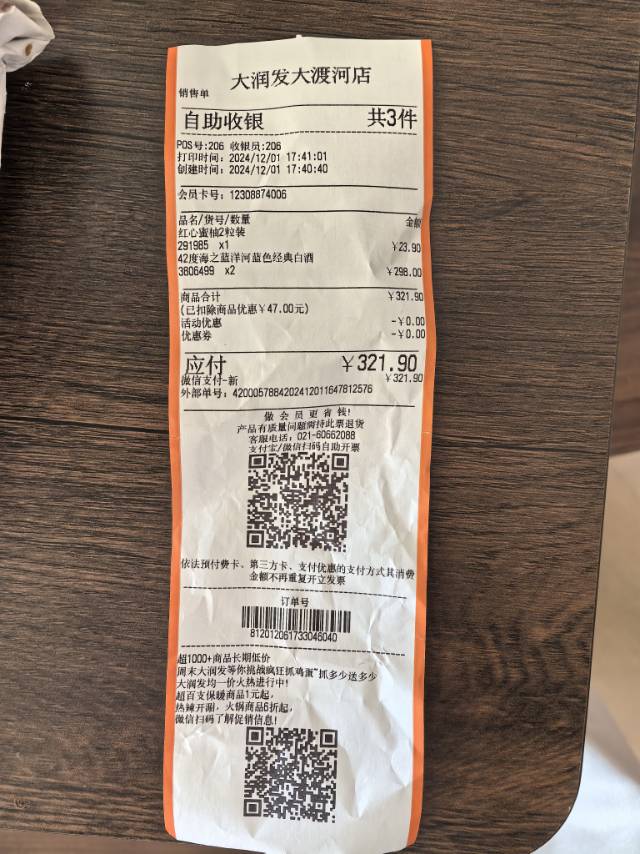 大润发大渡河店
销售单
自助收银 共3件
POS号:206 收银员:206
打印时间: 2024/12/01 17:41:01
创建时间: 2024/12/01 17:40:40
会员卡号: 12308874006
品名/货号/数量 金额
红心蜜柚2粒装
291985 x1 ¥23.90
42度海之蓝洋河蓝色经典白酒
3806499 x2 ¥298.00
商品合计 ¥321.90
(已扣除商品优惠¥47.00元)
活动优惠 -¥0.00
优惠券 -¥0.00
应付 ¥321.90
微信支付-新 ¥321.90
外部单号: 4200057884202412011647812576
做会员更省钱!
产品有质量问题需持此票退货
客服电话: 021-60662088
支付宝/微信扫码自助开票
依法预付费卡、第三方卡、支付优惠的支付方式其消费
金额不再重复开立发票
订单号
812012061733046040
超1000+商品长期低价
周末大润发等你挑战疯狂抓鸡蛋~抓多少送多少
大润发均一价火热进行中!
超百支保暖商品1元起,
热辣开涮, 火锅商品6折起,
微信扫码了解促销信息!